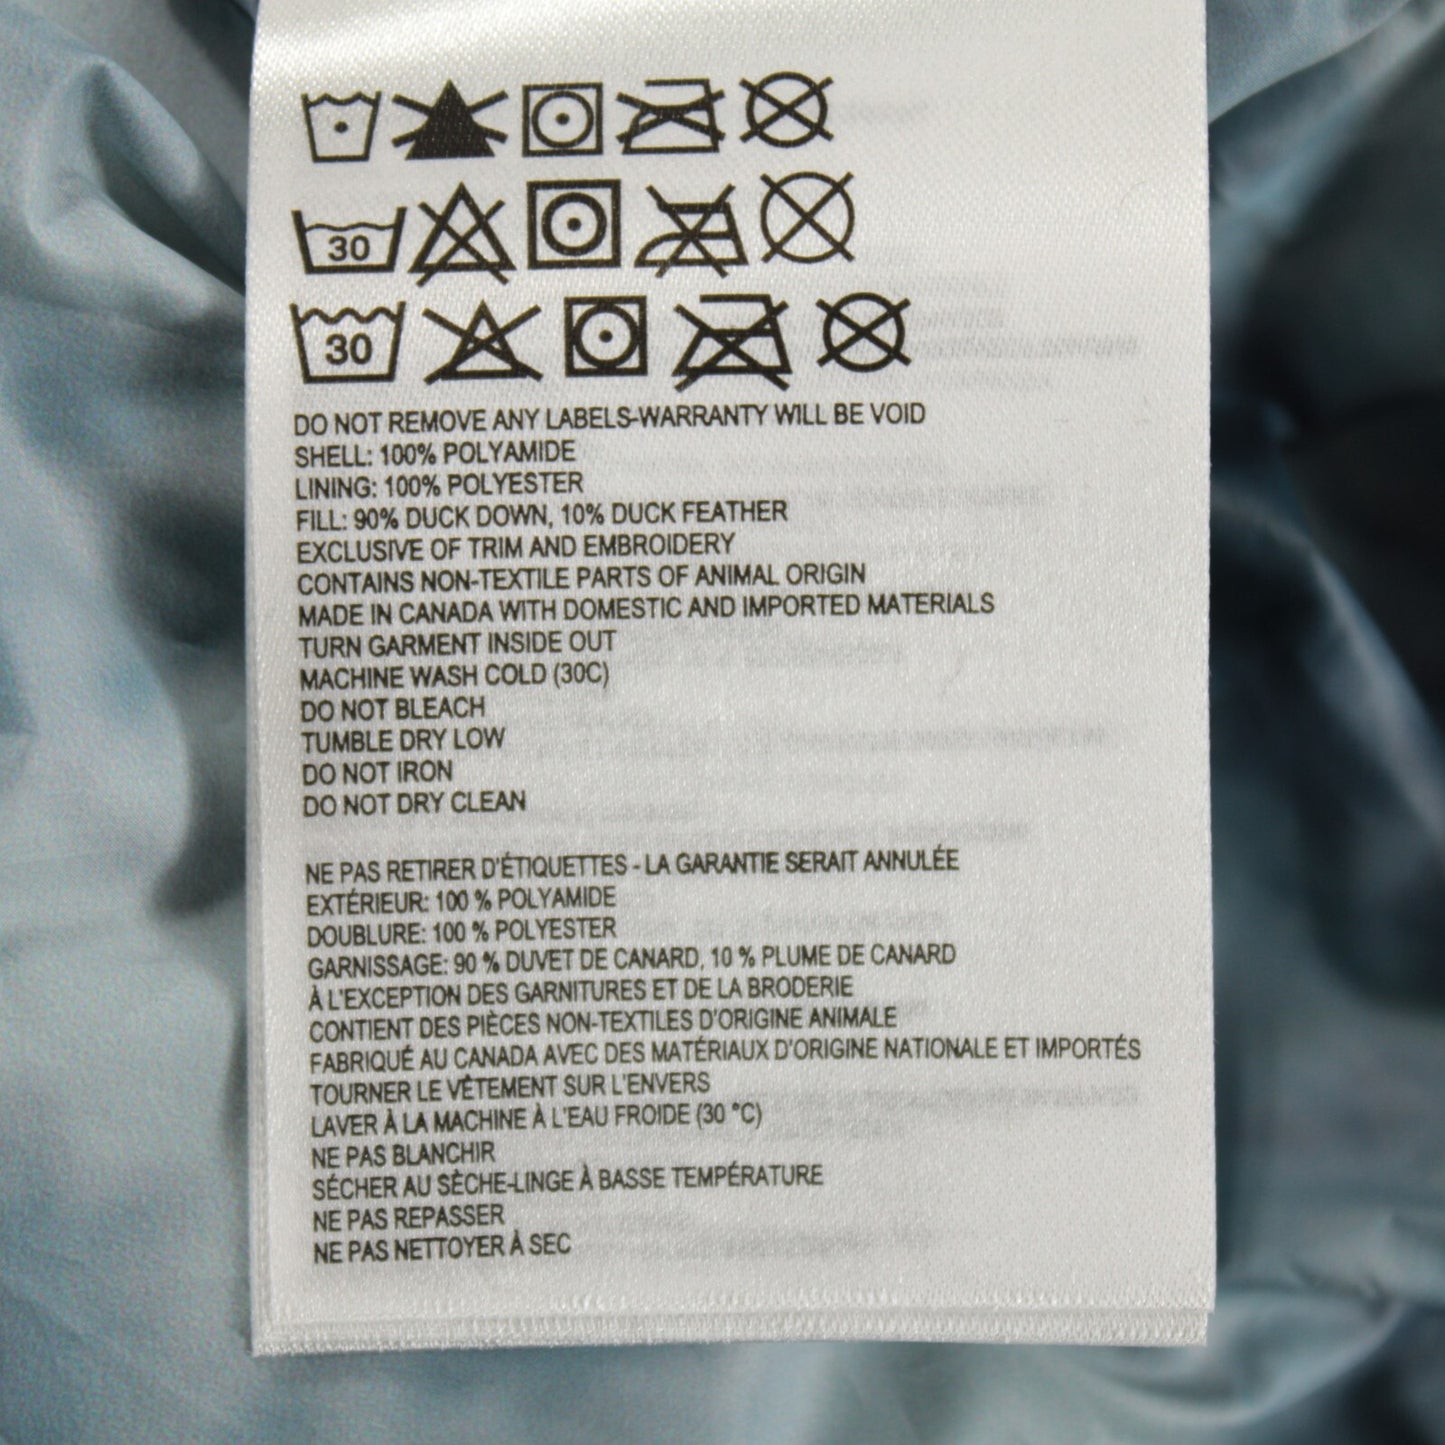 30
30
DO NOT REMOVE ANY LABELS-WARRANTY WILL BE VOID
SHELL: 100% POLYAMIDE
LINING: 100% POLYESTER
FILL: 90% DUCK DOWN, 10% DUCK FEATHER
EXCLUSIVE OF TRIM AND EMBROIDERY
CONTAINS NON-TEXTILE PARTS OF ANIMAL ORIGIN
MADE IN CANADA WITH DOMESTIC AND IMPORTED MATERIALS
TURN GARMENT INSIDE OUT
MACHINE WASH COLD (30C)
DO NOT BLEACH
TUMBLE DRY LOW
DO NOT IRON
DO NOT DRY CLEAN
NE PAS RETIRER D'ÉTIQUETTES - LA GARANTIE SERAIT ANNULÉE
EXTÉRIEUR: 100 % POLYAMIDE
DOUBLURE: 100 % POLYESTER
GARNISSAGE: 90 % DUVET DE CANARD, 10 % PLUME DE CANARD
À L'EXCEPTION DES GARNITURES ET DE LA BRODERIE
CONTIENT DES PIÈCES NON-TEXTILES D'ORIGINE ANIMALE
FABRIQUÉ AU CANADA AVEC DES MATÉRIAUX D'ORIGINE NATIONALE ET IMPORTÉS
TOURNER LE VÊTEMENT SUR L'ENVERS
LAVER À LA MACHINE À L'EAU FROIDE (30 °C)
NE PAS BLANCHIR
SÉCHER AU SÈCHE-LINGE À BASSE TEMPÉRATURE
NE PAS REPASSER
NE PAS NETTOYER À SEC